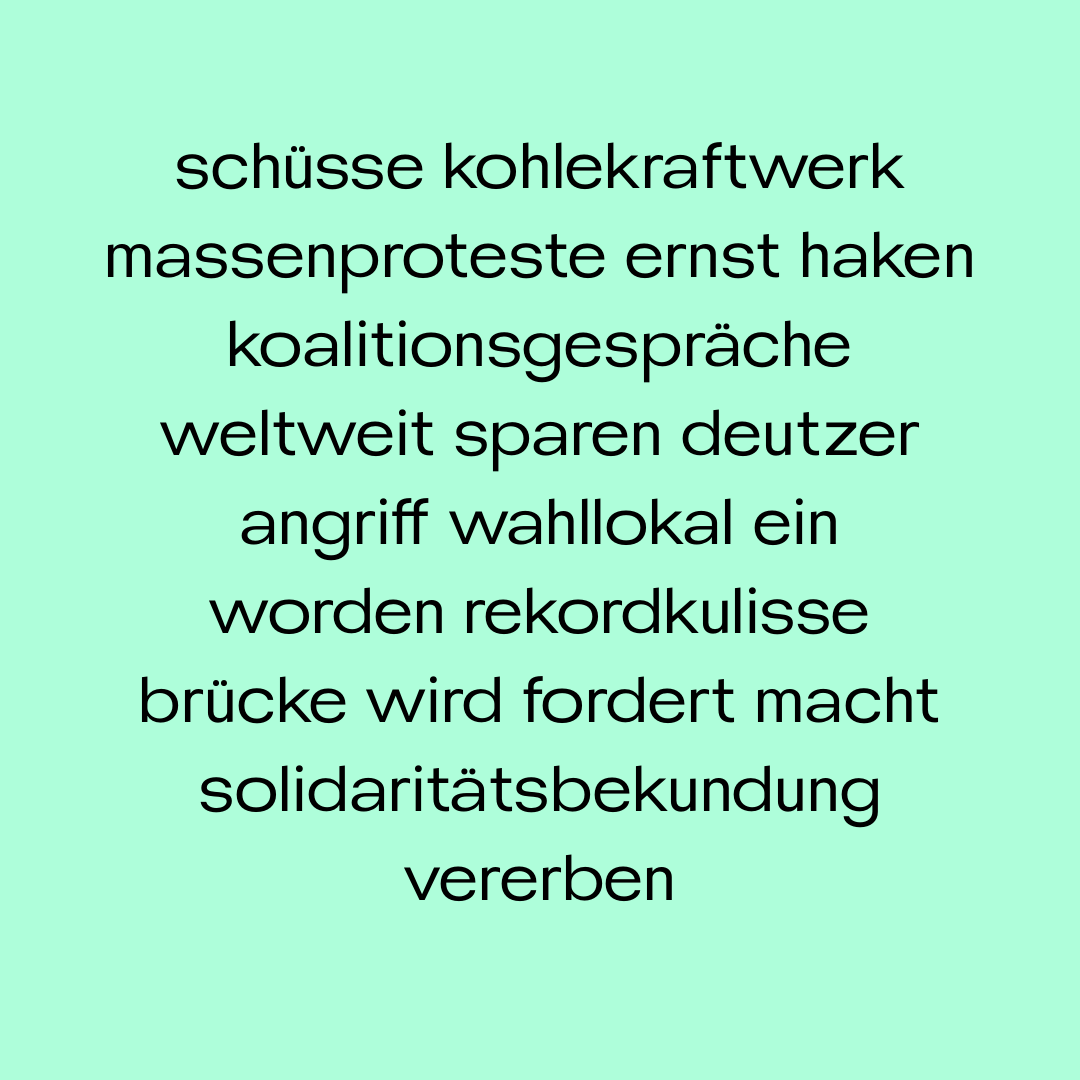 schüsse kohlekraftwerk
massenproteste ernst haken
koalitionsgespräche
weltweit sparen deutzer
angriff wahllokal ein
worden rekordkulisse
brücke wird fordert macht
solidaritätsbekundung
vererben